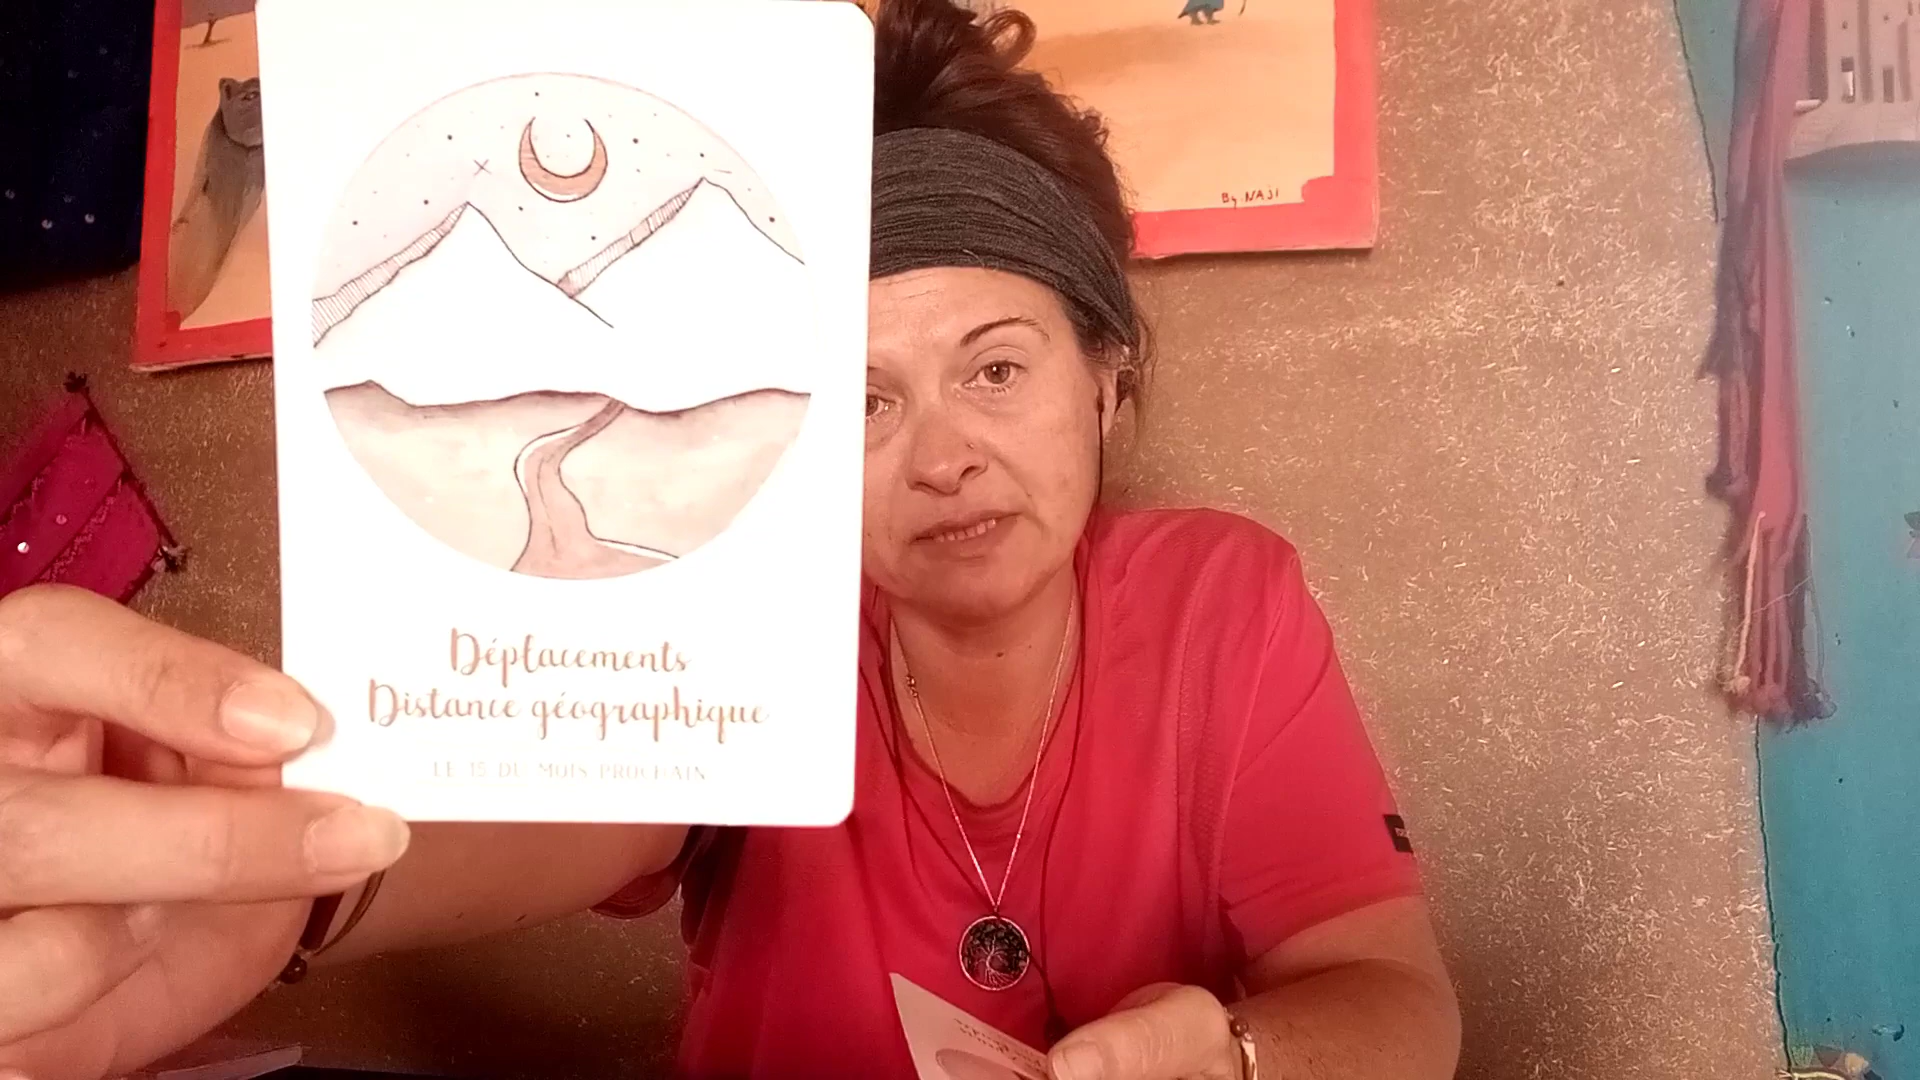 By. NAJI
Déplacements
Distance géographique
LE 15 DU MOIS PROCHAIN